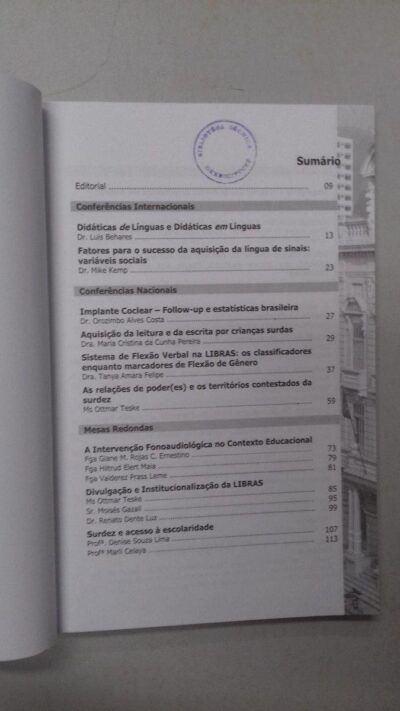 BIBLIOTECA TÉCNICA
Sumário
Editorial 09
Conferências Internacionais
Didáticas de Línguas e Didáticas em Línguas
Dr. Luis Behares 13
Fatores para o sucesso da aquisição da língua de sinais:
variáveis sociais
Dr. Mike Kemp 23
Conferências Nacionais
Implante Coclear – Follow-up e estatísticas brasileira
Dr. Orozimbo Alves Costa 27
Aquisição da leitura e da escrita por crianças surdas
Dra. Maria Cristina da Cunha Pereira 29
Sistema de Flexão Verbal na LIBRAS: os classificadores
enquanto marcadores de Flexão de Gênero
Dra. Tanya Amara Felipe 37
As relações de poder(es) e os territórios contestados da
surdez
Ms Ottmar Teske 59
Mesas Redondas
A Intervenção Fonoaudiológica no Contexto Educacional
Fga Giane M. Rojas C. Ernestino 73
Fga Hiltrud Elert Maia 79
Fga Valderez Prass Leme 81
Divulgação e Institucionalização da LIBRAS
Ms Ottmar Teske 85
Sr. Moisés Gazali 95
Dr. Renato Dente Luz 99
Surdez e acesso à escolaridade
Profª. Denise Souza Lima 107
Profª Marli Celaya 113